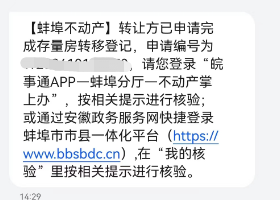 【蚌埠不动产】转让方已申请完
成存量房转移登记，申请编号为
，请您登录“皖
事通APP—蚌埠分厅—不动产掌
上办”，按相关提示进行核验;
或通过安徽政务服务网快捷登录
蚌埠市市县一体化平台（https://
www.bbsbdc.cn）,在“我的核
验”里按相关提示进行核验。
14:29